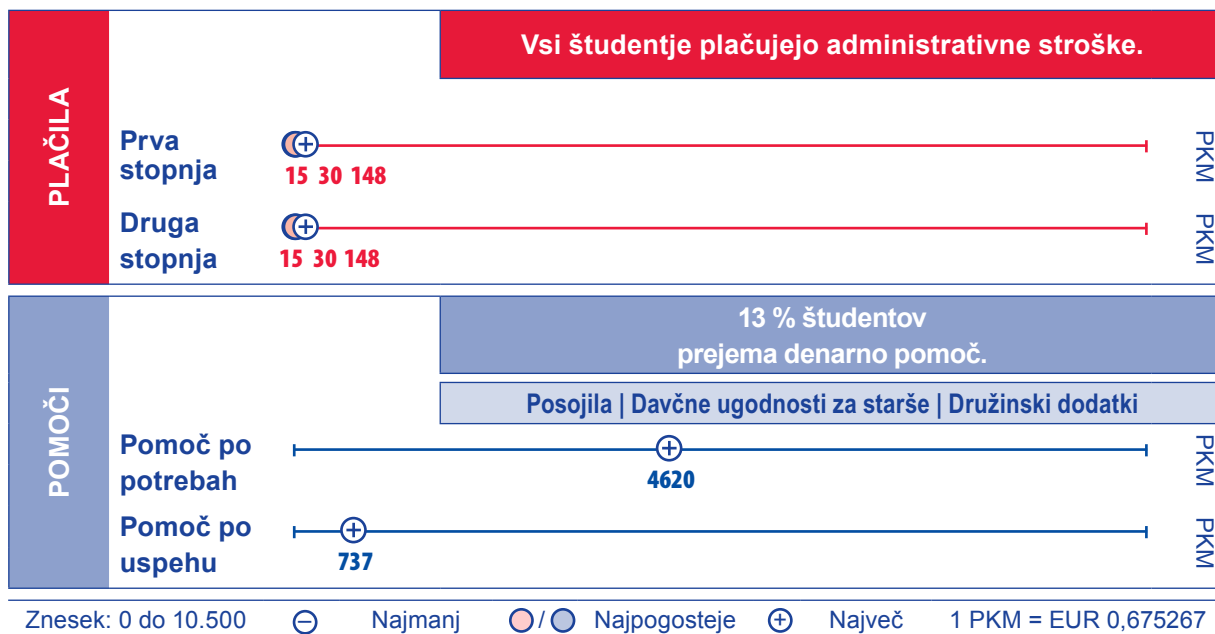 PLAČILA
Vsi študentje plačujejo administrativne stroške.
Prva
stopnja
15 30 148
PKM
Druga
stopnja
15 30 148
PKM
POMOČI
13 % študentov
prejema denarno pomoč.
Posojila | Davčne ugodnosti za starše | Družinski dodatki
Pomoč po
potrebah
4620
PKM
Pomoč po
uspehu
737
PKM
Znesek: 0 do 10.500 Najmanj / Najpogosteje Največ 1 PKM = EUR 0,675267